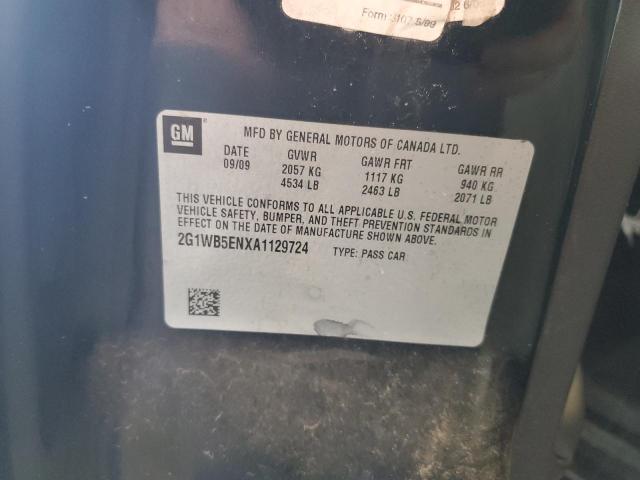 Form 3107 5/99
GM
MFD BY GENERAL MOTORS OF CANADA LTD.
DATE GVWR GAWR FRT GAWR RR
09/09 2057 KG 1117 KG 940 KG
4534 LB 2463 LB 2071 LB
THIS VEHICLE CONFORMS TO ALL APPLICABLE U.S. FEDERAL MOTOR
VEHICLE SAFETY, BUMPER, AND THEFT PREVENTION STANDARDS IN
EFFECT ON THE DATE OF MANUFACTURE SHOWN ABOVE.
2G1WB5ENXA1129724 TYPE: PASS CAR